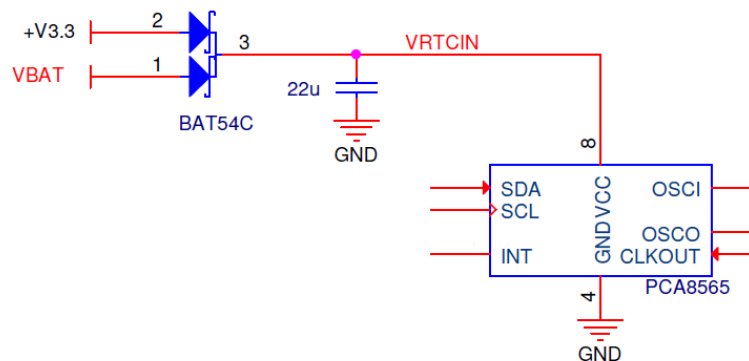 +V3.3
2
VBAT
1
3
VRTCIN
BAT54C
22u
GND
8
SDA
SCL
INT
VCC
GND
OSCI
OSCO
CLKOUT
PCA8565
4
GND